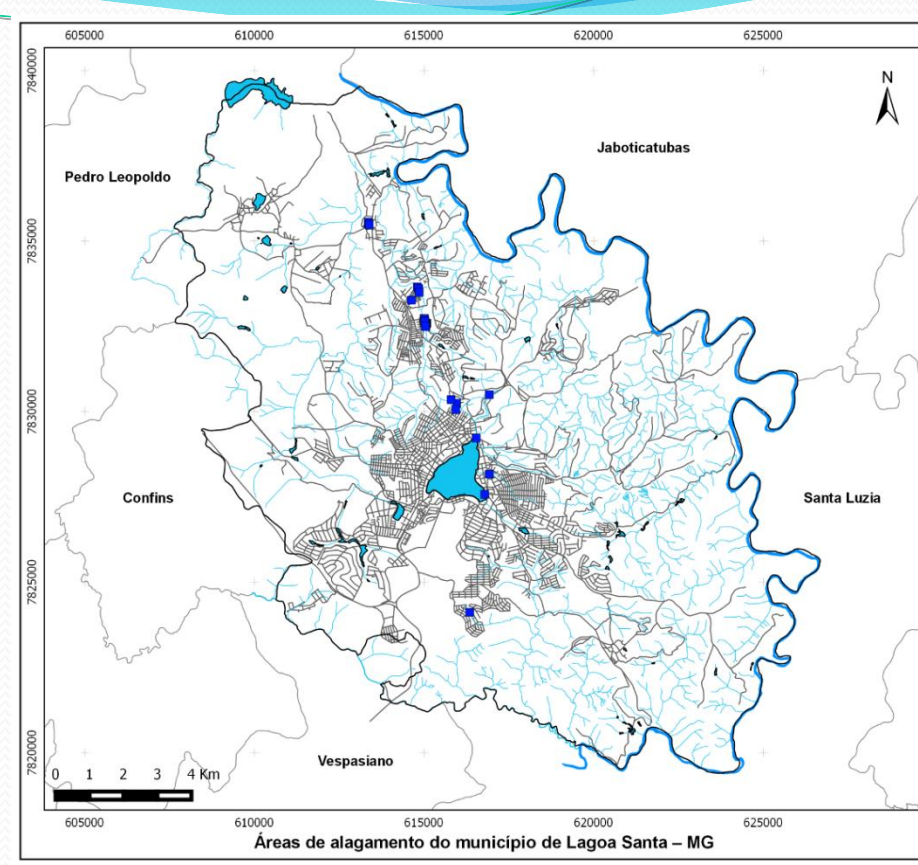 605000 610000 615000 620000 625000
7840000
N
Jaboticatubas
Pedro Leopoldo
7835000
7830000
Confins
Santa Luzia
7825000
7820000
Vespasiano
0 1 2 3 4 Km
605000 610000 615000 620000 625000
Áreas de alagamento do município de Lagoa Santa – MG